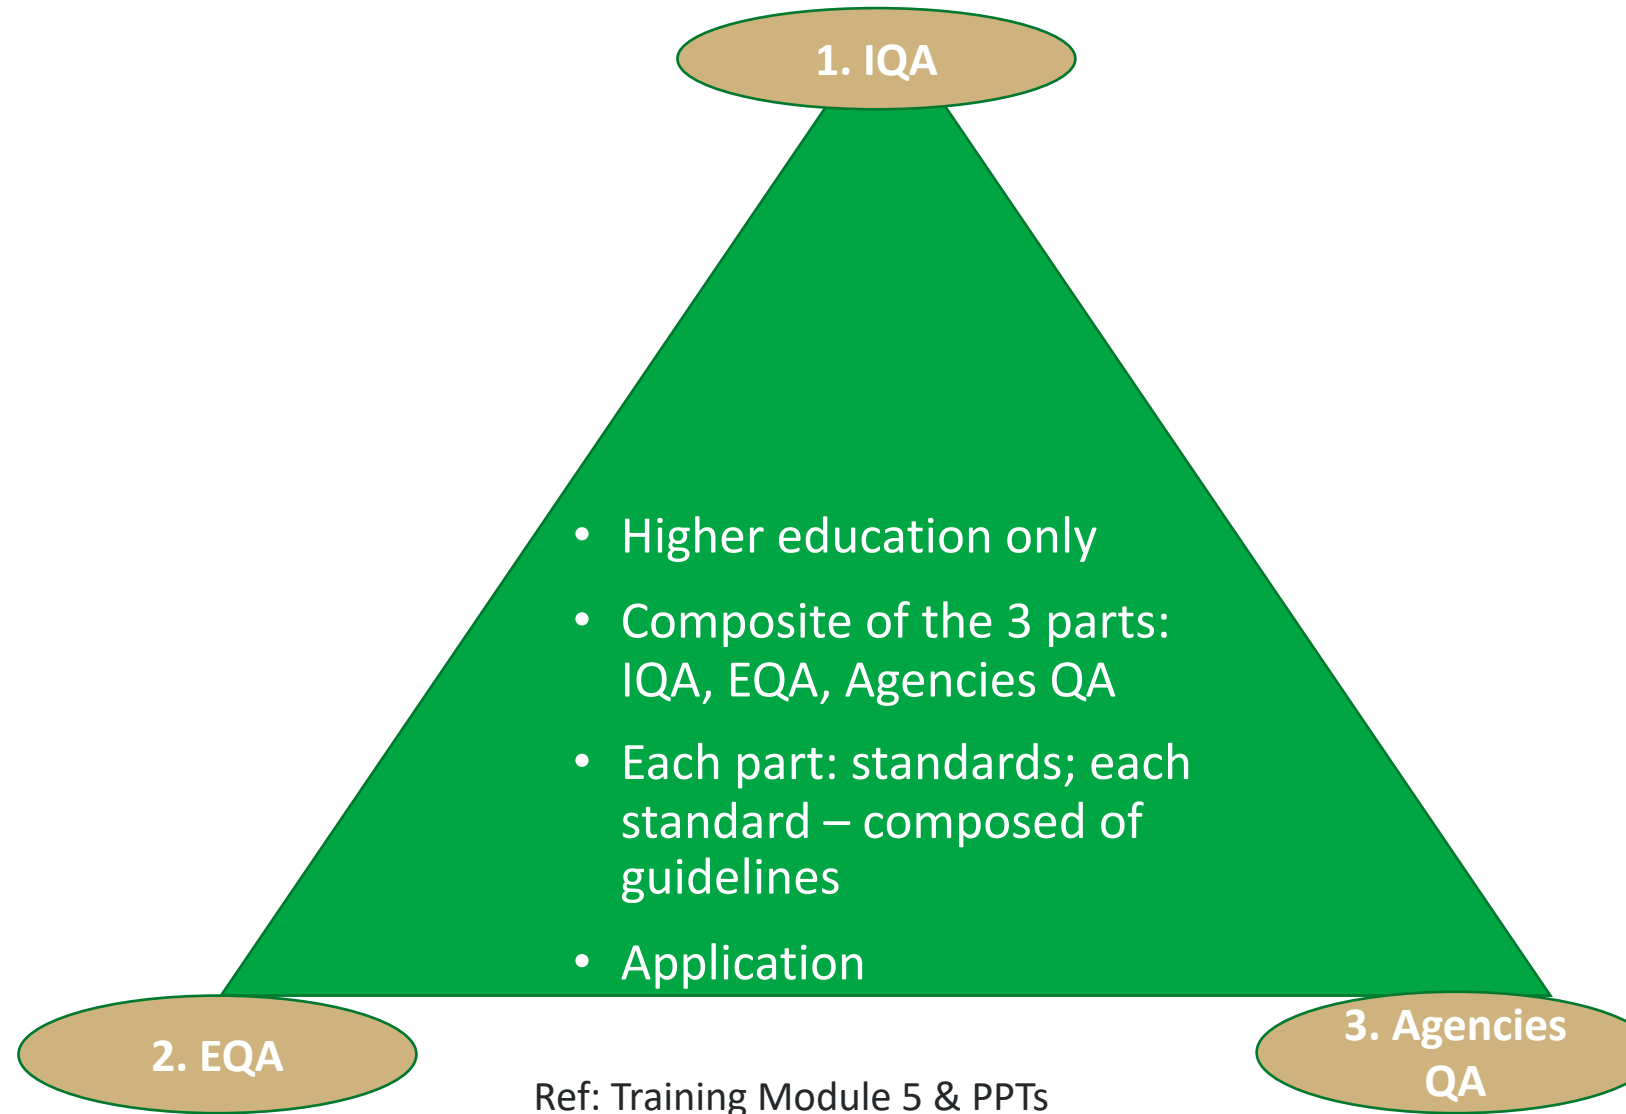 1. IQA
• Higher education only
• Composite of the 3 parts:
IQA, EQA, Agencies QA
• Each part: standards; each
standard – composed of
guidelines
• Application
2. EQA
3. Agencies
QA
Ref: Training Module 5 & PPTs